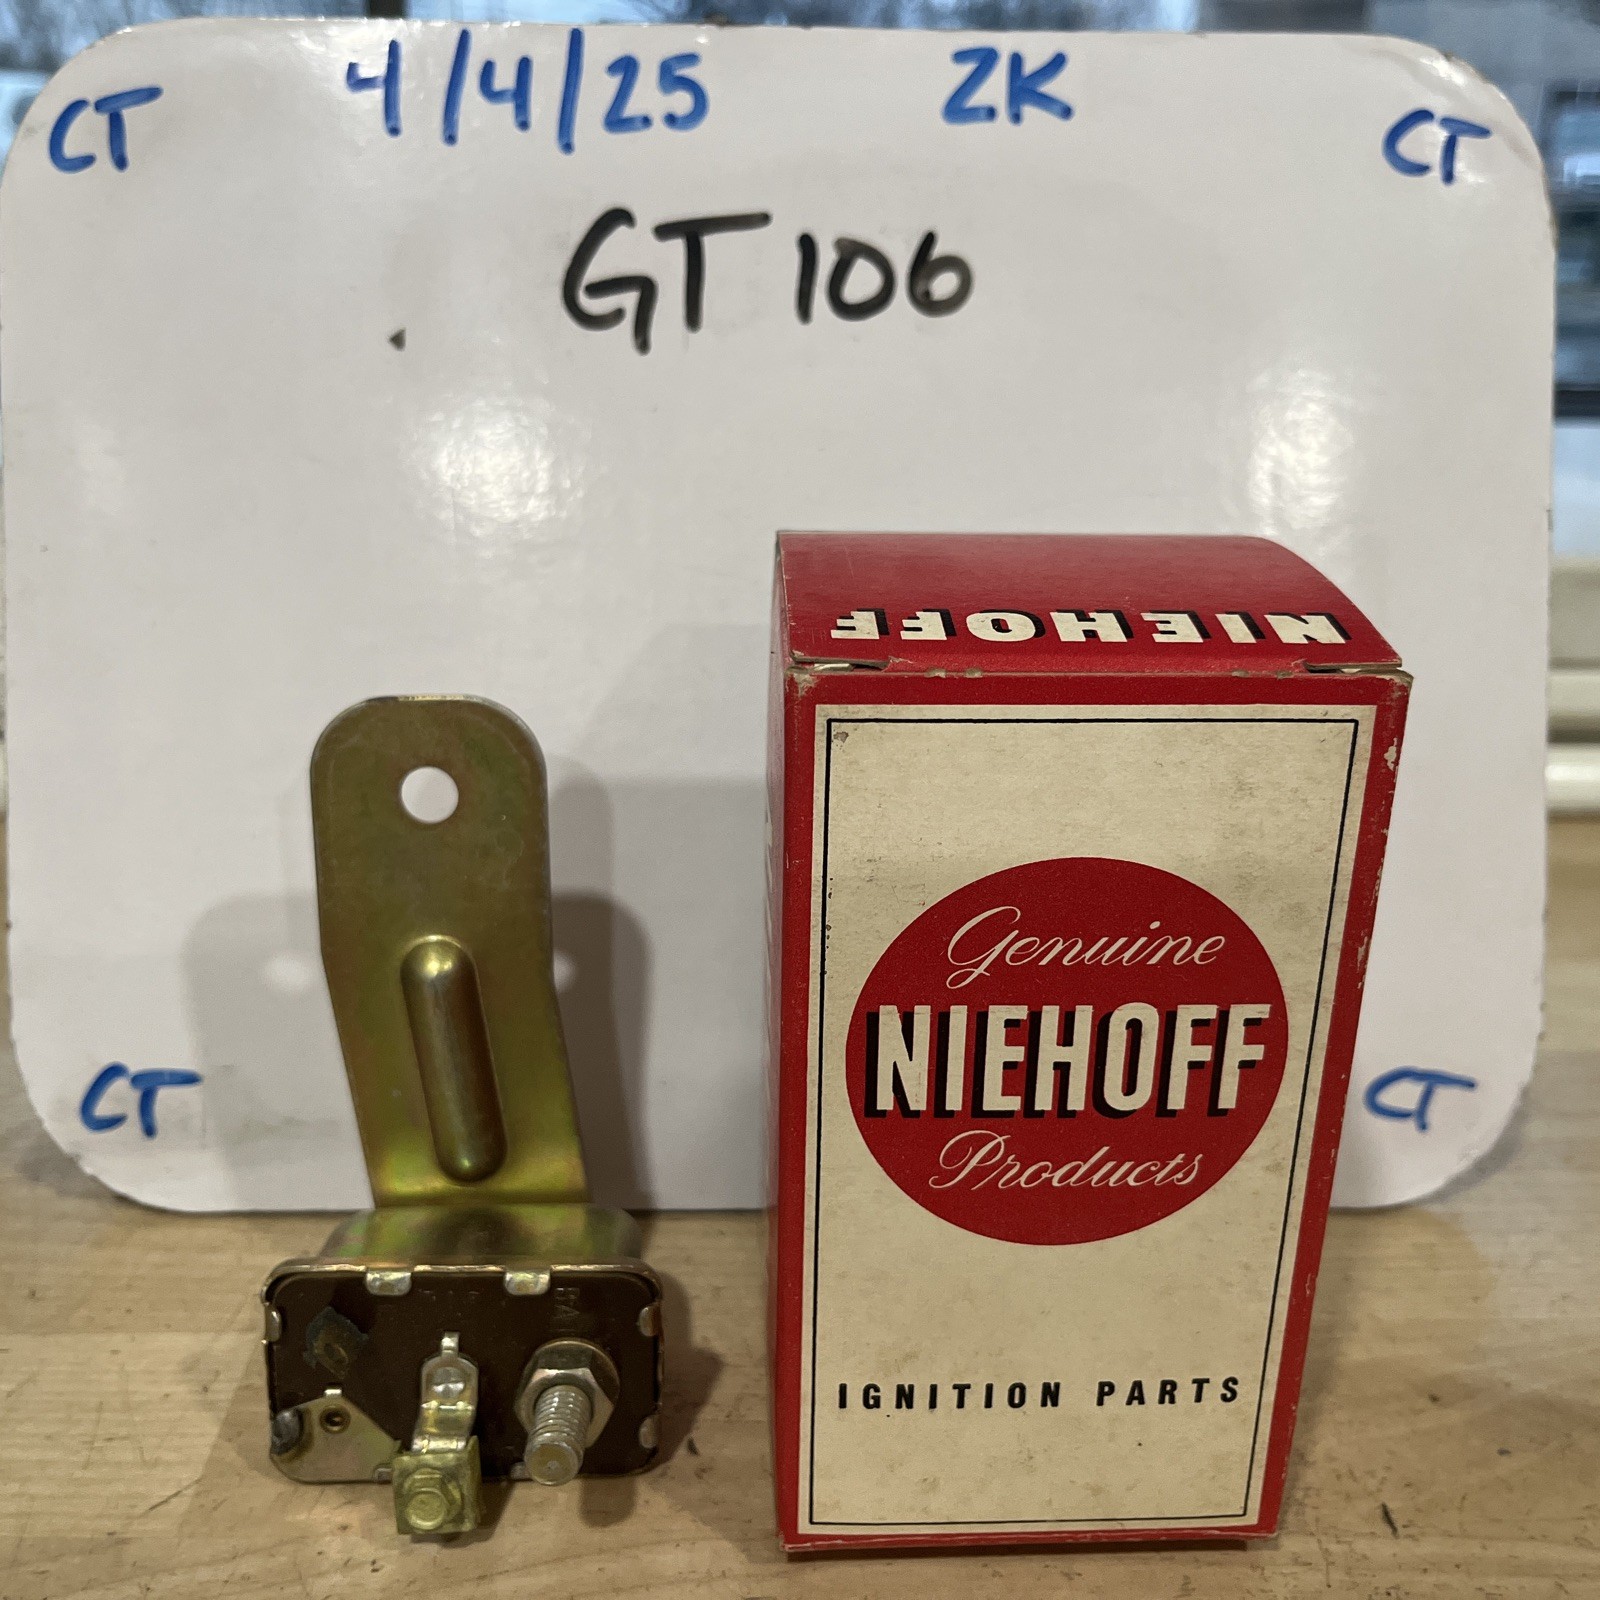 CT 4/4/25 ZK CT
GT 106
NIEHOFF
Genuine
NIEHOFF
Products
IGNITION PARTS
CT CT